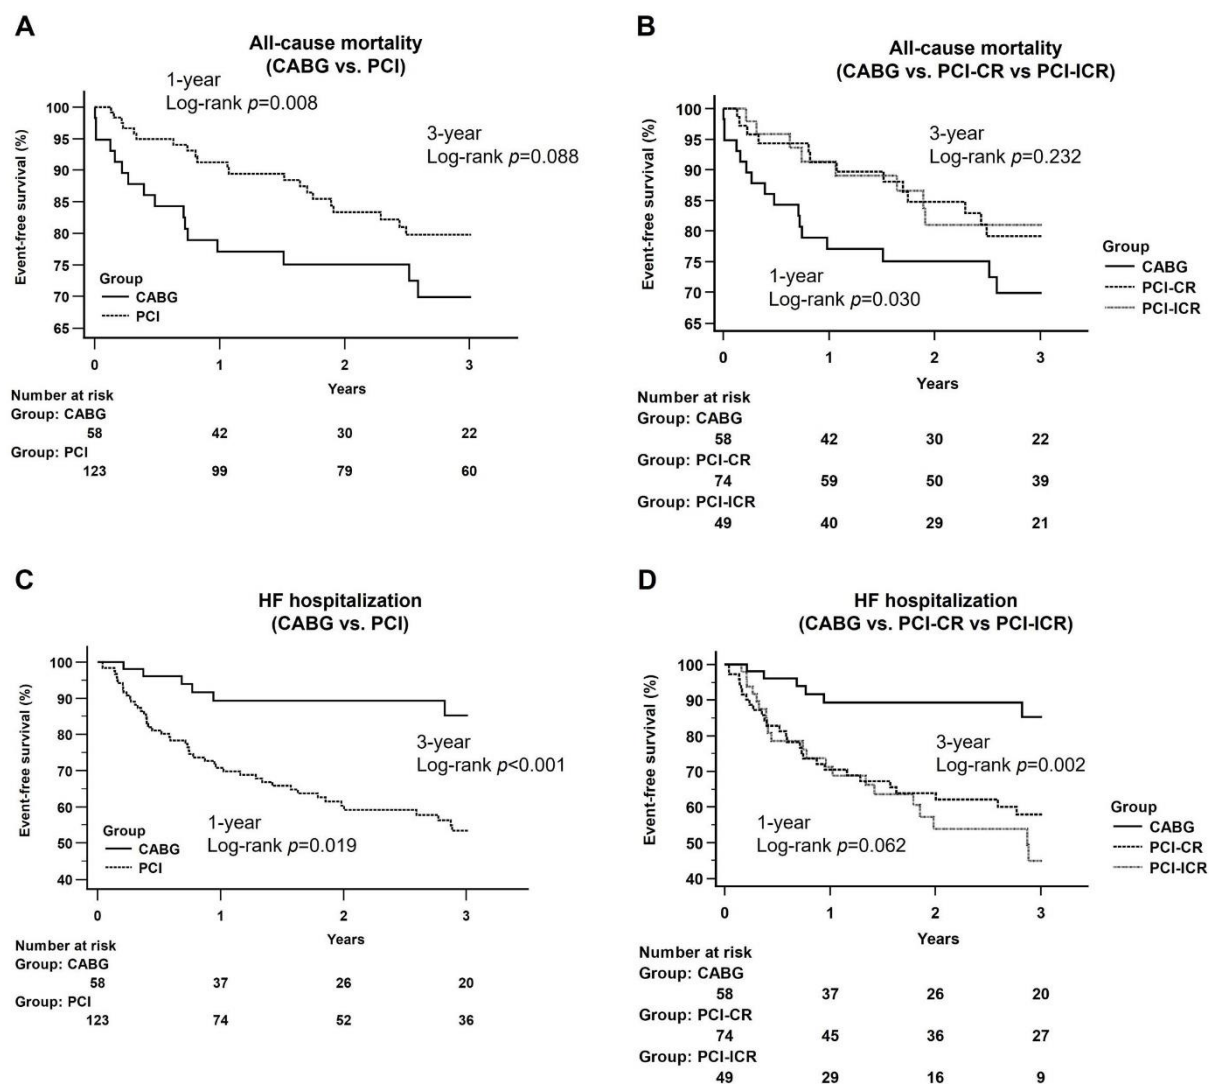 A
All-cause mortality
(CABG vs. PCI)
1-year
Log-rank p=0.008
3-year
Log-rank p=0.088
Event-free survival (%)
100
95
90
85
80
75
70
65
Group
CABG
PCI
0 1 2 3
Years
Number at risk
Group: CABG
58 42 30 22
Group: PCI
123 99 79 60
B
All-cause mortality
(CABG vs. PCI-CR vs PCI-ICR)
3-year
Log-rank p=0.232
1-year
Log-rank p=0.030
Event-free survival (%)
100
95
90
85
80
75
70
65
Group
CABG
PCI-CR
PCI-ICR
0 1 2 3
Years
Number at risk
Group: CABG
58 42 30 22
Group: PCI-CR
74 59 50 39
Group: PCI-ICR
49 40 29 21
C
HF hospitalization
(CABG vs. PCI)
3-year
Log-rank p<0.001
1-year
Log-rank p=0.019
Event-free survival (%)
100
90
80
70
60
50
40
Group
CABG
PCI
0 1 2 3
Years
Number at risk
Group: CABG
58 37 26 20
Group: PCI
123 74 52 36
D
HF hospitalization
(CABG vs. PCI-CR vs PCI-ICR)
3-year
Log-rank p=0.002
1-year
Log-rank p=0.062
Event-free survival (%)
100
90
80
70
60
50
40
Group
CABG
PCI-CR
PCI-ICR
0 1 2 3
Years
Number at risk
Group: CABG
58 37 26 20
Group: PCI-CR
74 45 36 27
Group: PCI-ICR
49 29 16 9